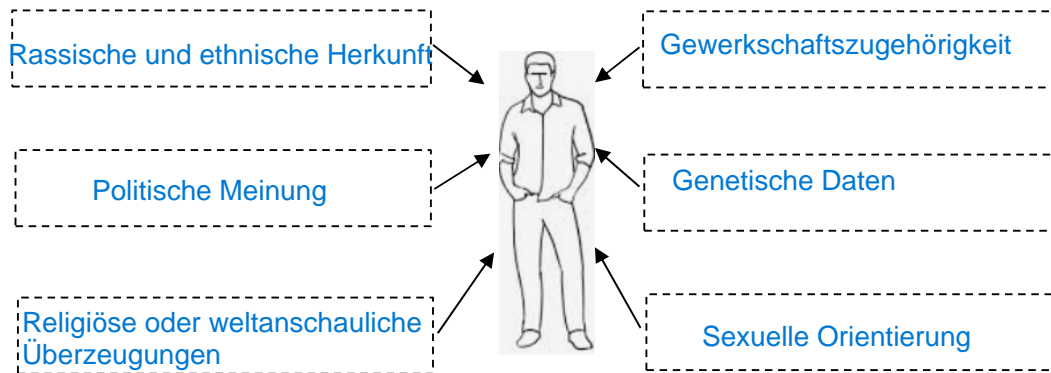 Rassische und ethnische Herkunft
Politische Meinung
Religiöse oder weltanschauliche
Überzeugungen
Gewerkschaftszugehörigkeit
Genetische Daten
Sexuelle Orientierung